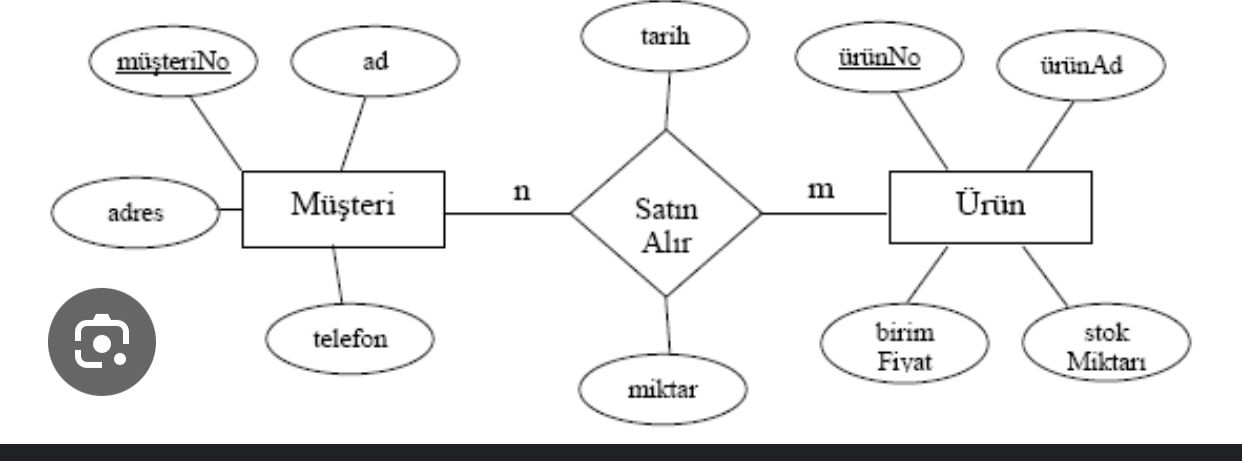 müşteriNo
ad
tarih
ürünNo
ürünAd
adres
Müşteri
n
Satın
Alır
m
Ürün
telefon
miktar
birim
Fiyat
stok
Miktarı